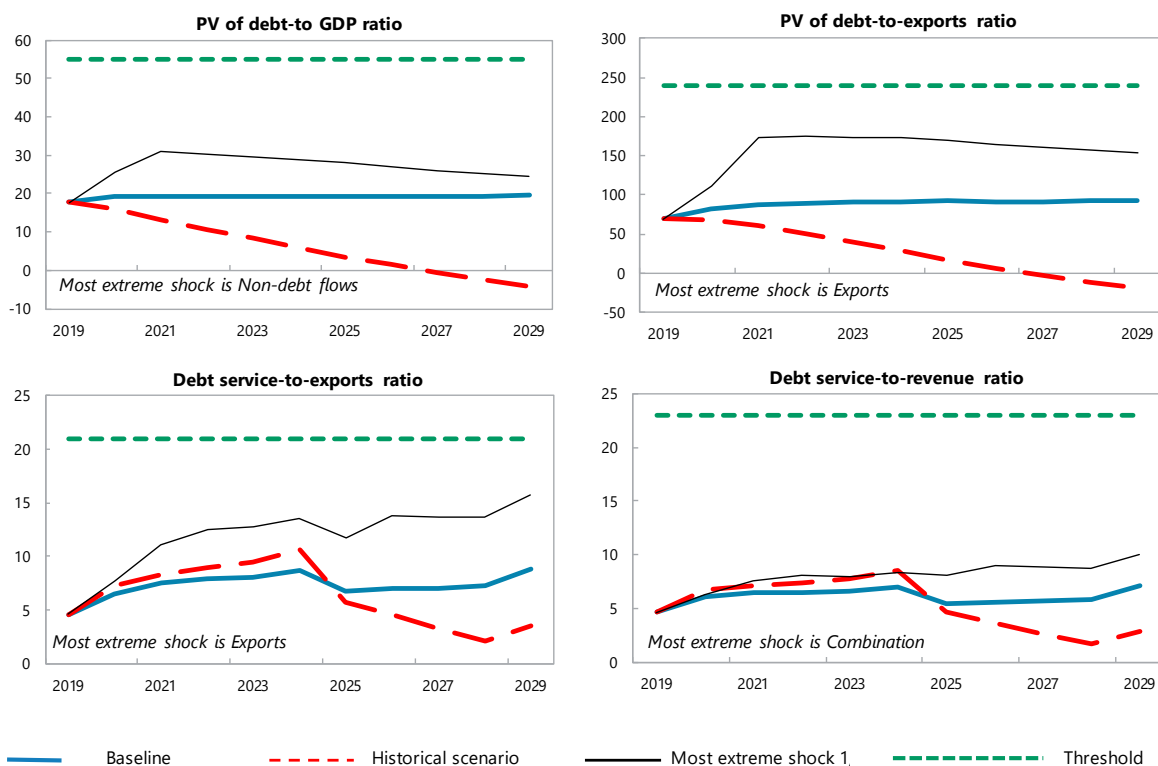 PV of debt-to GDP ratio
60
50
40
30
20
10
0
-10
Most extreme shock is Non-debt flows
2019 2021 2023 2025 2027 2029
PV of debt-to-exports ratio
300
250
200
150
100
50
0
-50
Most extreme shock is Exports
2019 2021 2023 2025 2027 2029
Debt service-to-exports ratio
25
20
15
10
5
0
Most extreme shock is Exports
2019 2021 2023 2025 2027 2029
Debt service-to-revenue ratio
25
20
15
10
5
0
Most extreme shock is Combination
2019 2021 2023 2025 2027 2029
Baseline Historical scenario Most extreme shock 1/ Threshold